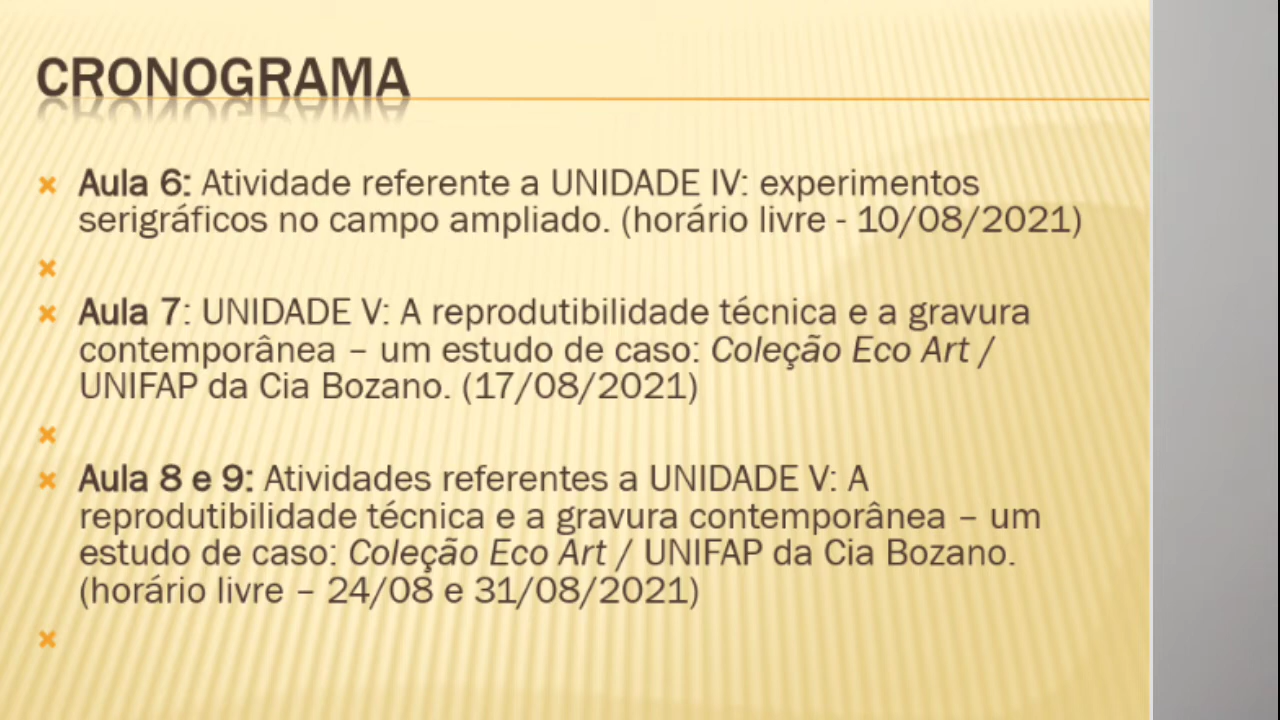 CRONOGRAMA
Aula 6: Atividade referente a UNIDADE IV: experimentos
serigráficos no campo ampliado. (horário livre - 10/08/2021)
Aula 7: UNIDADE V: A reprodutibilidade técnica e a gravura
contemporânea – um estudo de caso: Coleção Eco Art /
UNIFAP da Cia Bozano. (17/08/2021)
Aula 8 e 9: Atividades referentes a UNIDADE V: A
reprodutibilidade técnica e a gravura contemporânea – um
estudo de caso: Coleção Eco Art / UNIFAP da Cia Bozano.
(horário livre – 24/08 e 31/08/2021)